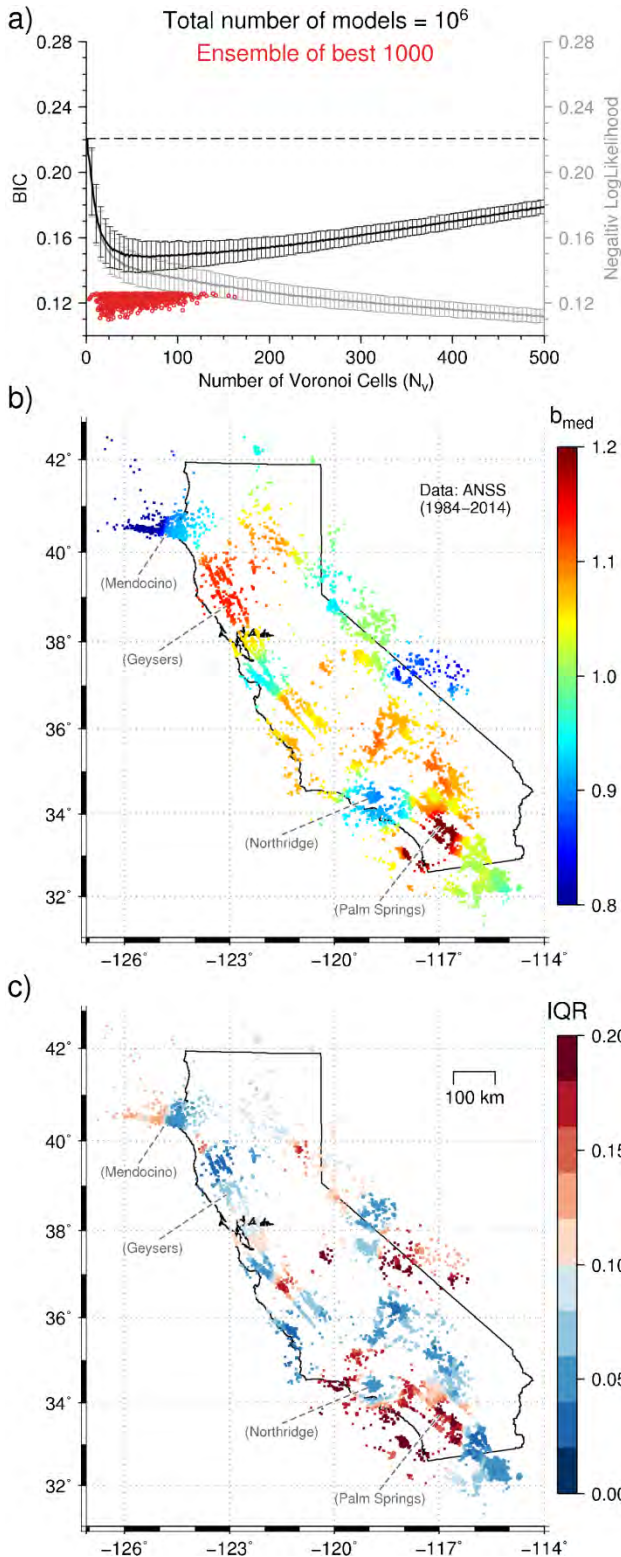 a)
Total number of models = 10⁶
Ensemble of best 1000
0.28
0.24
0.20
0.16
0.12
BIC
0.28
0.24
0.20
0.16
0.12
Negaltiv LogLikelihood
0
100
200
300
400
500
Number of Voronoi Cells (Nᵥ)
b)
b_med
42°
40°
38°
36°
34°
32°
Data: ANSS
(1984−2014)
(Mendocino)
(Geysers)
(Northridge)
(Palm Springs)
1.2
1.1
1.0
0.9
0.8
−126°
−123°
−120°
−117°
−114°
c)
IQR
42°
40°
38°
36°
34°
32°
100 km
(Mendocino)
(Geysers)
(Northridge)
(Palm Springs)
0.20
0.15
0.10
0.05
0.00
−126°
−123°
−120°
−117°
−114°